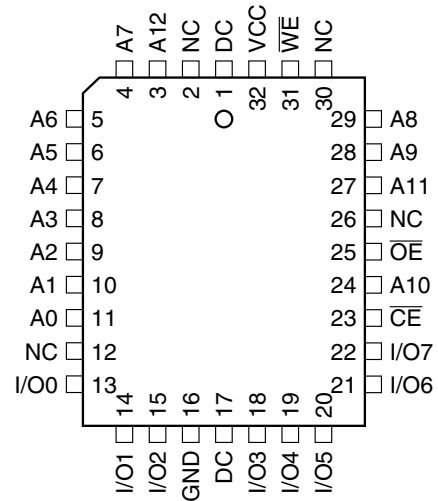 A7 A12 NC DC VCC W̅E̅ NC
4 3 2 1 32 31 30
A6 5 29 A8
A5 6 28 A9
A4 7 27 A11
A3 8 26 NC
A2 9 25 O̅E̅
A1 10 24 A10
A0 11 23 C̅E̅
NC 12 22 I/O7
I/O0 13 21 I/O6
14 15 16 17 18 19 20
I/O1 I/O2 GND DC I/O3 I/O4 I/O5